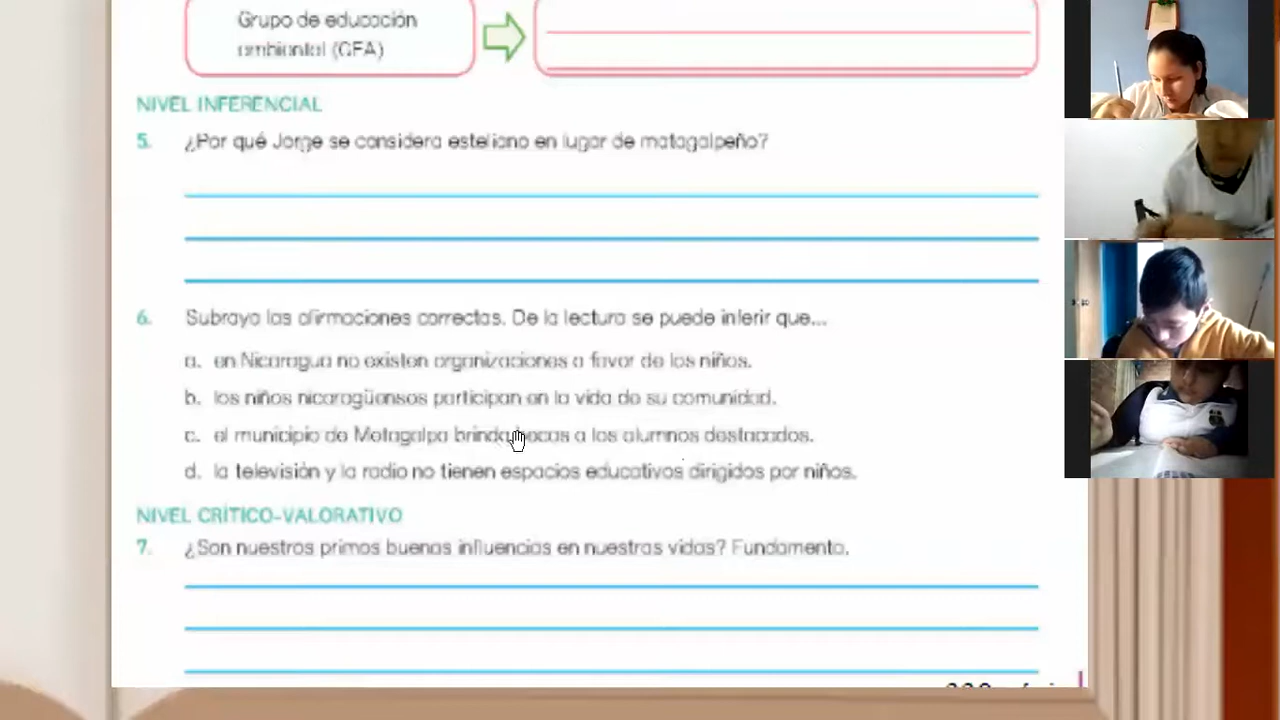 Grupo de educación
ambiental (GEA)
NIVEL INFERENCIAL
5. ¿Por qué Jorge se considera esteliano en lugar de matagalpeño?
6. Subraya las afirmaciones correctas. De la lectura se puede inferir que...
a. en Nicaragua no existen organizaciones a favor de los niños.
b. los niños nicaragüenses participan en la vida de su comunidad.
c. el municipio de Matagalpa brinda becas a los alumnos destacados.
d. la televisión y la radio no tienen espacios educativos dirigidos por niños.
NIVEL CRÍTICO-VALORATIVO
7. ¿Son nuestros primos buenas influencias en nuestras vidas? Fundamenta.